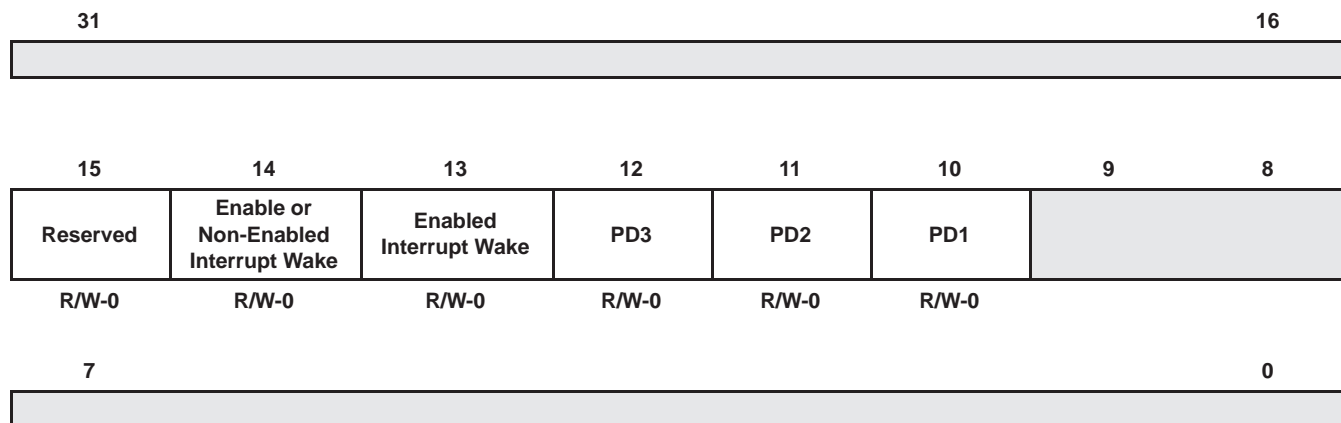 31 16
15 14 13 12 11 10 9 8
Reserved
Enable or
Non-Enabled
Interrupt Wake
Enabled
Interrupt Wake
PD3
PD2
PD1
R/W-0 R/W-0 R/W-0 R/W-0 R/W-0 R/W-0
7 0